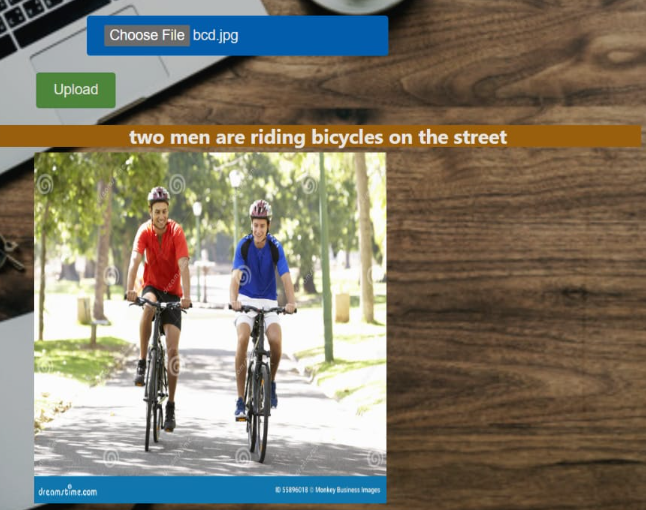 Choose File bcd.jpg
Upload
two men are riding bicycles on the street
dreamstime.com
ID 55896018 © Monkey Business Images